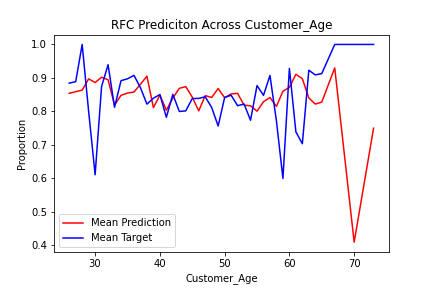 RFC Prediciton Across Customer_Age
1.0
0.9
0.8
0.7
0.6
0.5
0.4
Proportion
Mean Prediction
Mean Target
30
40
50
60
70
Customer_Age